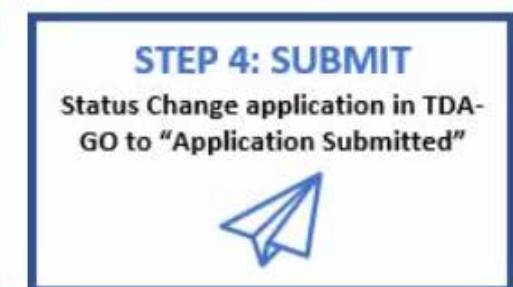 STEP 4: SUBMIT
Status Change application in TDA-
GO to “Application Submitted”